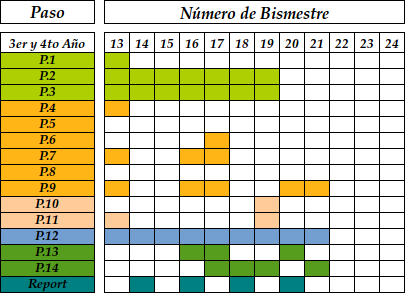 Paso Número de Bismestre
3er y 4to Año 13 14 15 16 17 18 19 20 21 22 23 24
P.1
P.2
P.3
P.4
P.5
P.6
P.7
P.8
P.9
P.10
P.11
P.12
P.13
P.14
Report